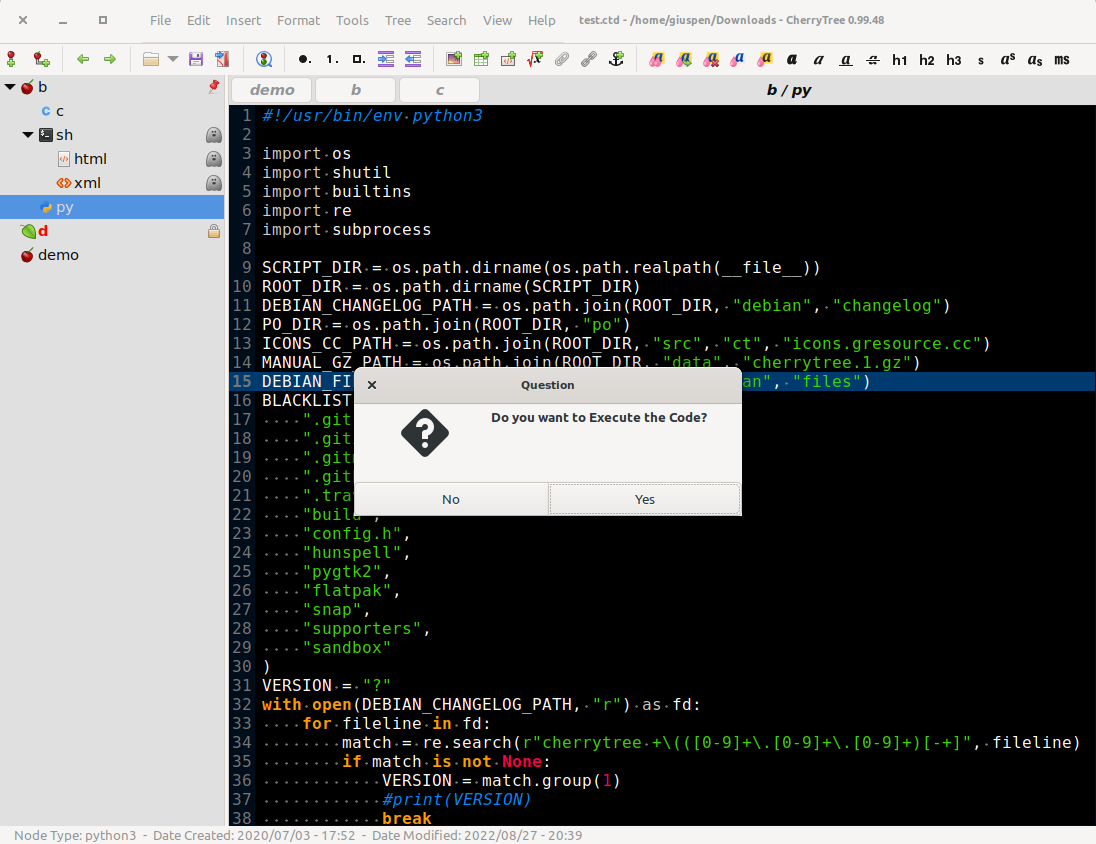 File Edit Insert Format Tools Tree Search View Help test.ctd - /home/giuspen/Downloads - CherryTree 0.99.48
1. h1 h2 h3 s as as ms
b
c
sh
html
xml
py
d
demo
demo b c b / py
1 #!/usr/bin/env python3
2
3 import os
4 import shutil
5 import builtins
6 import re
7 import subprocess
8
9 SCRIPT_DIR = os.path.dirname(os.path.realpath(__file__))
10 ROOT_DIR = os.path.dirname(SCRIPT_DIR)
11 DEBIAN_CHANGELOG_PATH = os.path.join(ROOT_DIR, "debian", "changelog")
12 PO_DIR = os.path.join(ROOT_DIR, "po")
13 ICONS_CC_PATH = os.path.join(ROOT_DIR, "src", "ct", "icons.gresource.cc")
14 MANUAL_GZ_PATH = os.path.join(ROOT_DIR, "data", "cherrytree.1.gz")
15 DEBIAN_FI an", "files")
16 BLACKLIST
17 ".git
18 ".git
19 ".git
20 ".git
21 ".tra
22 "build",
23 "config.h",
24 "hunspell",
25 "pygtk2",
26 "flatpak",
27 "snap",
28 "supporters",
29 "sandbox"
30 )
31 VERSION = "?"
32 with open(DEBIAN_CHANGELOG_PATH, "r") as fd:
33 for fileline in fd:
34 match = re.search(r"cherrytree +\(([0-9]+\.[0-9]+\.[0-9]+)[-+]", fileline)
35 if match is not None:
36 VERSION = match.group(1)
37 #print(VERSION)
38 break
Question
Do you want to Execute the Code?
No Yes
Node Type: python3 - Date Created: 2020/07/03 - 17:52 - Date Modified: 2022/08/27 - 20:39